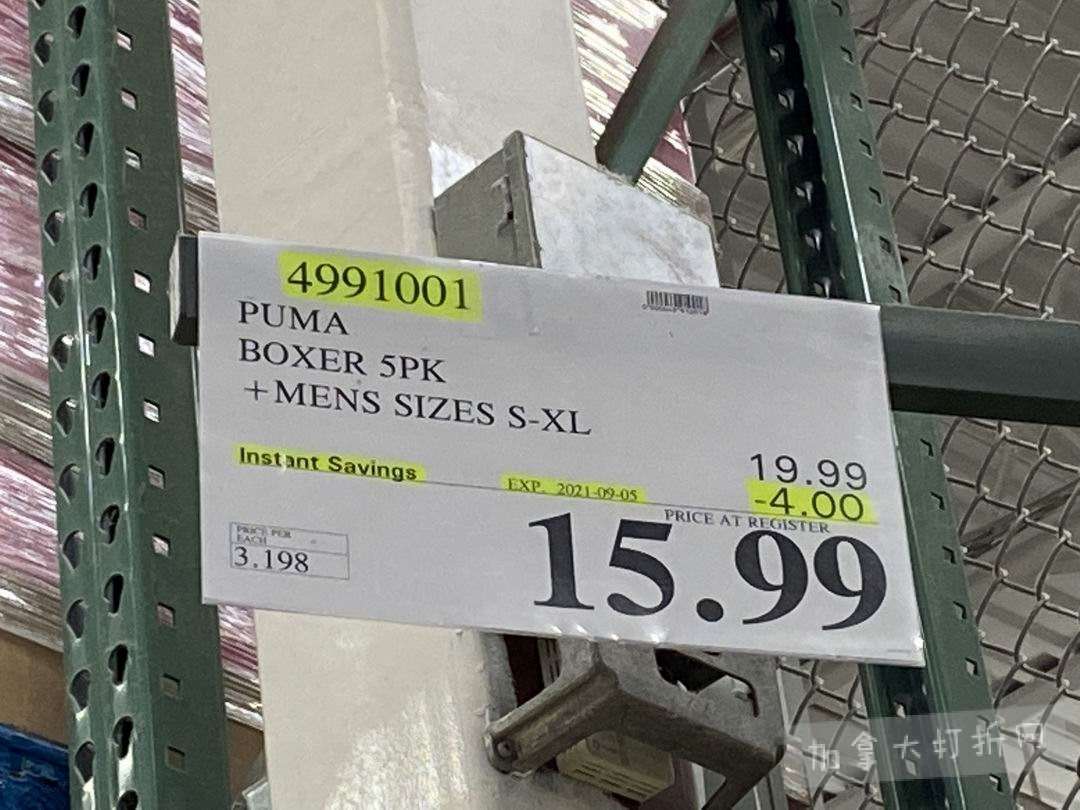 4991001
PUMA
BOXER 5PK
+MENS SIZES S-XL
19.99
Instant Savings EXP. 2021-09-05 -4.00
PRICE AT REGISTER
15.99
PRICE PER
EACH
3.198
加拿大打折网